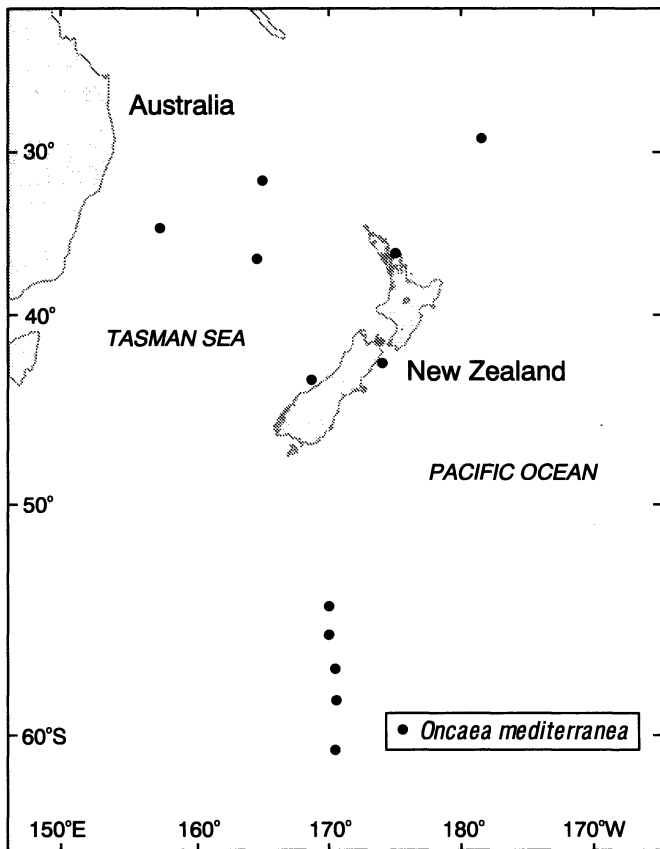 Australia
30°
40°
TASMAN SEA
New Zealand
PACIFIC OCEAN
50°
Oncaea mediterranea
60°S
150°E 160° 170° 180° 170°W